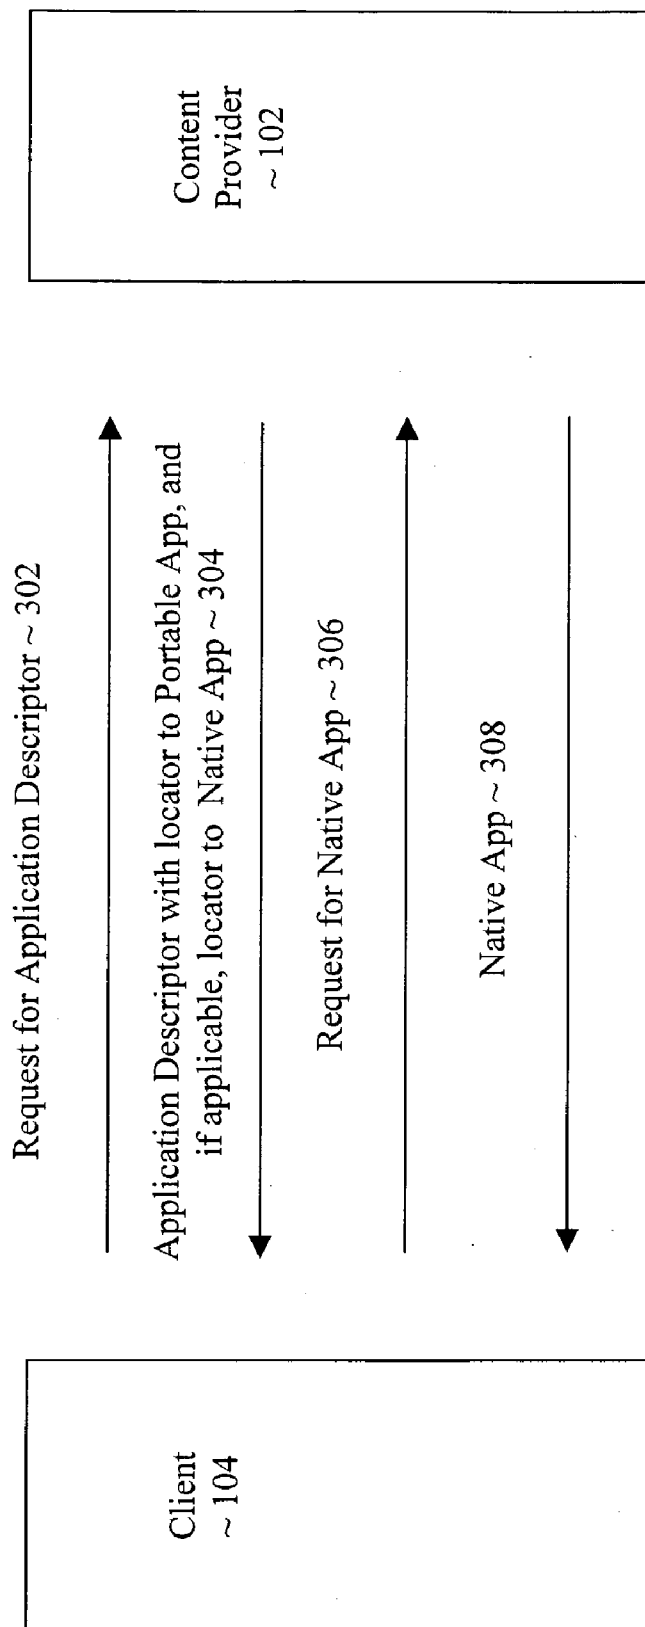 Request for Application Descriptor ~ 302
Application Descriptor with locator to Portable App, and
if applicable, locator to Native App ~ 304
Request for Native App ~ 306
Native App ~ 308
Client
~ 104
Content
Provider
~ 102